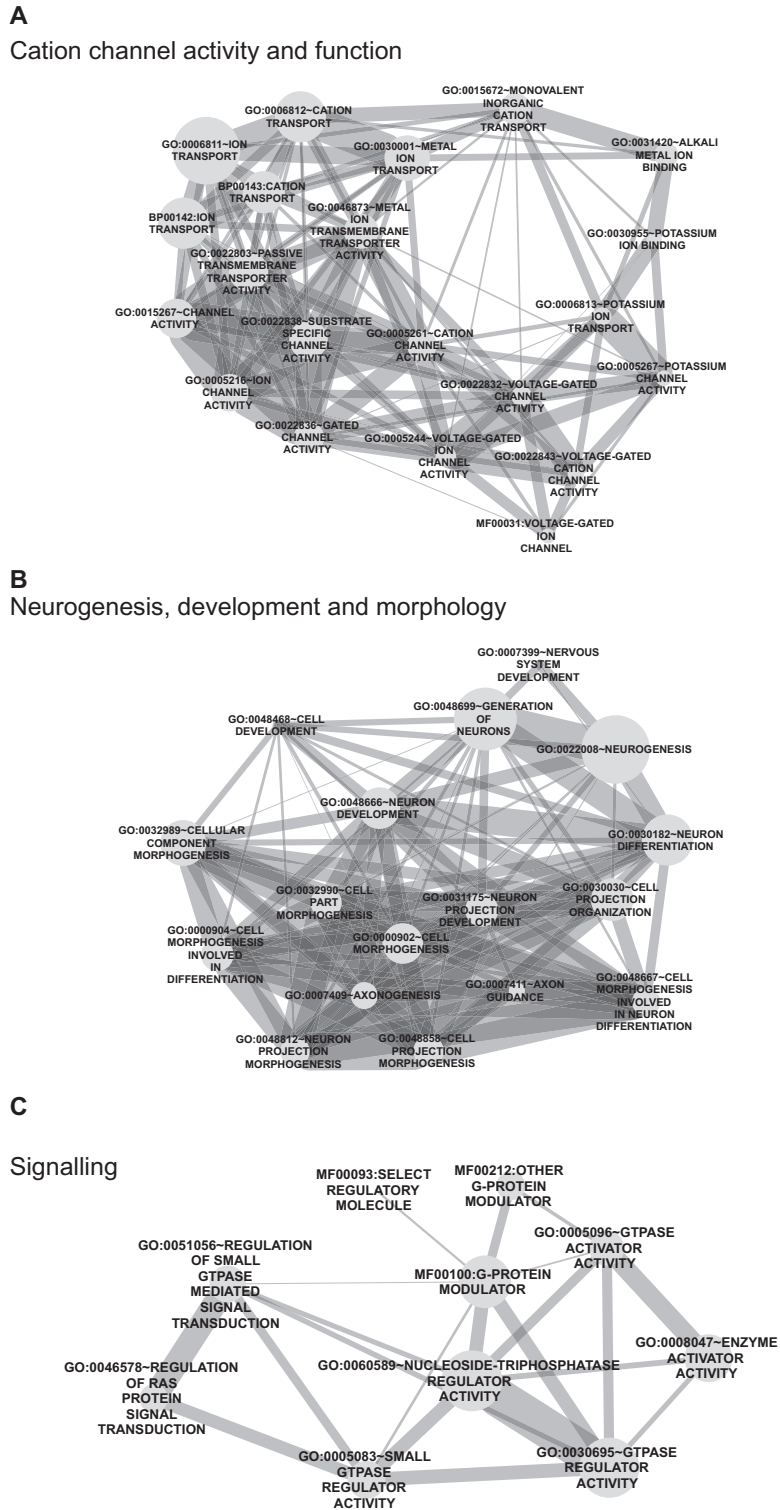 A
Cation channel activity and function
GO:0015672~MONOVALENT
INORGANIC
CATION
TRANSPORT
GO:0006812~CATION
TRANSPORT
GO:0006811~ION
TRANSPORT
GO:0030001~METAL
ION
TRANSPORT
GO:0031420~ALKALI
METAL ION
BINDING
BP00143:CATION
TRANSPORT
BP00142:ION
TRANSPORT
GO:0046873~METAL
ION
TRANSMEMBRANE
TRANSPORTER
ACTIVITY
GO:0030955~POTASSIUM
ION BINDING
GO:0022803~PASSIVE
TRANSMEMBRANE
TRANSPORTER
ACTIVITY
GO:0015267~CHANNEL
ACTIVITY
GO:0022838~SUBSTRATE
SPECIFIC
CHANNEL
ACTIVITY
GO:0005261~CATION
CHANNEL
ACTIVITY
GO:0006813~POTASSIUM
ION
TRANSPORT
GO:0005216~ION
CHANNEL
ACTIVITY
GO:0022832~VOLTAGE-GATED
CHANNEL
ACTIVITY
GO:0005267~POTASSIUM
CHANNEL
ACTIVITY
GO:0022836~GATED
CHANNEL
ACTIVITY
GO:0005244~VOLTAGE-GATED
ION
CHANNEL
ACTIVITY
GO:0022843~VOLTAGE-GATED
CATION
CHANNEL
ACTIVITY
MF00031:VOLTAGE-GATED
ION
CHANNEL
B
Neurogenesis, development and morphology
GO:0007399~NERVOUS
SYSTEM
DEVELOPMENT
GO:0048699~GENERATION
OF
NEURONS
GO:0048468~CELL
DEVELOPMENT
GO:0022008~NEUROGENESIS
GO:0048666~NEURON
DEVELOPMENT
GO:0032989~CELLULAR
COMPONENT
MORPHOGENESIS
GO:0030182~NEURON
DIFFERENTIATION
GO:0032990~CELL
PART
MORPHOGENESIS
GO:0031175~NEURON
PROJECTION
DEVELOPMENT
GO:0030030~CELL
PROJECTION
ORGANIZATION
GO:0000904~CELL
MORPHOGENESIS
INVOLVED
IN
DIFFERENTIATION
GO:0000902~CELL
MORPHOGENESIS
GO:0007409~AXONOGENESIS
GO:0007411~AXON
GUIDANCE
GO:0048667~CELL
MORPHOGENESIS
INVOLVED
IN NEURON
DIFFERENTIATION
GO:0048812~NEURON
PROJECTION
MORPHOGENESIS
GO:0048858~CELL
PROJECTION
MORPHOGENESIS
C
Signalling
MF00093:SELECT
REGULATORY
MOLECULE
MF00212:OTHER
G-PROTEIN
MODULATOR
GO:0051056~REGULATION
OF SMALL
GTPASE
MEDIATED
SIGNAL
TRANSDUCTION
GO:0005096~GTPASE
ACTIVATOR
ACTIVITY
MF00100:G-PROTEIN
MODULATOR
GO:0008047~ENZYME
ACTIVATOR
ACTIVITY
GO:0046578~REGULATION
OF RAS
PROTEIN
SIGNAL
TRANSDUCTION
GO:0060589~NUCLEOSIDE-TRIPHOSPHATASE
REGULATOR
ACTIVITY
GO:0005083~SMALL
GTPASE
REGULATOR
ACTIVITY
GO:0030695~GTPASE
REGULATOR
ACTIVITY